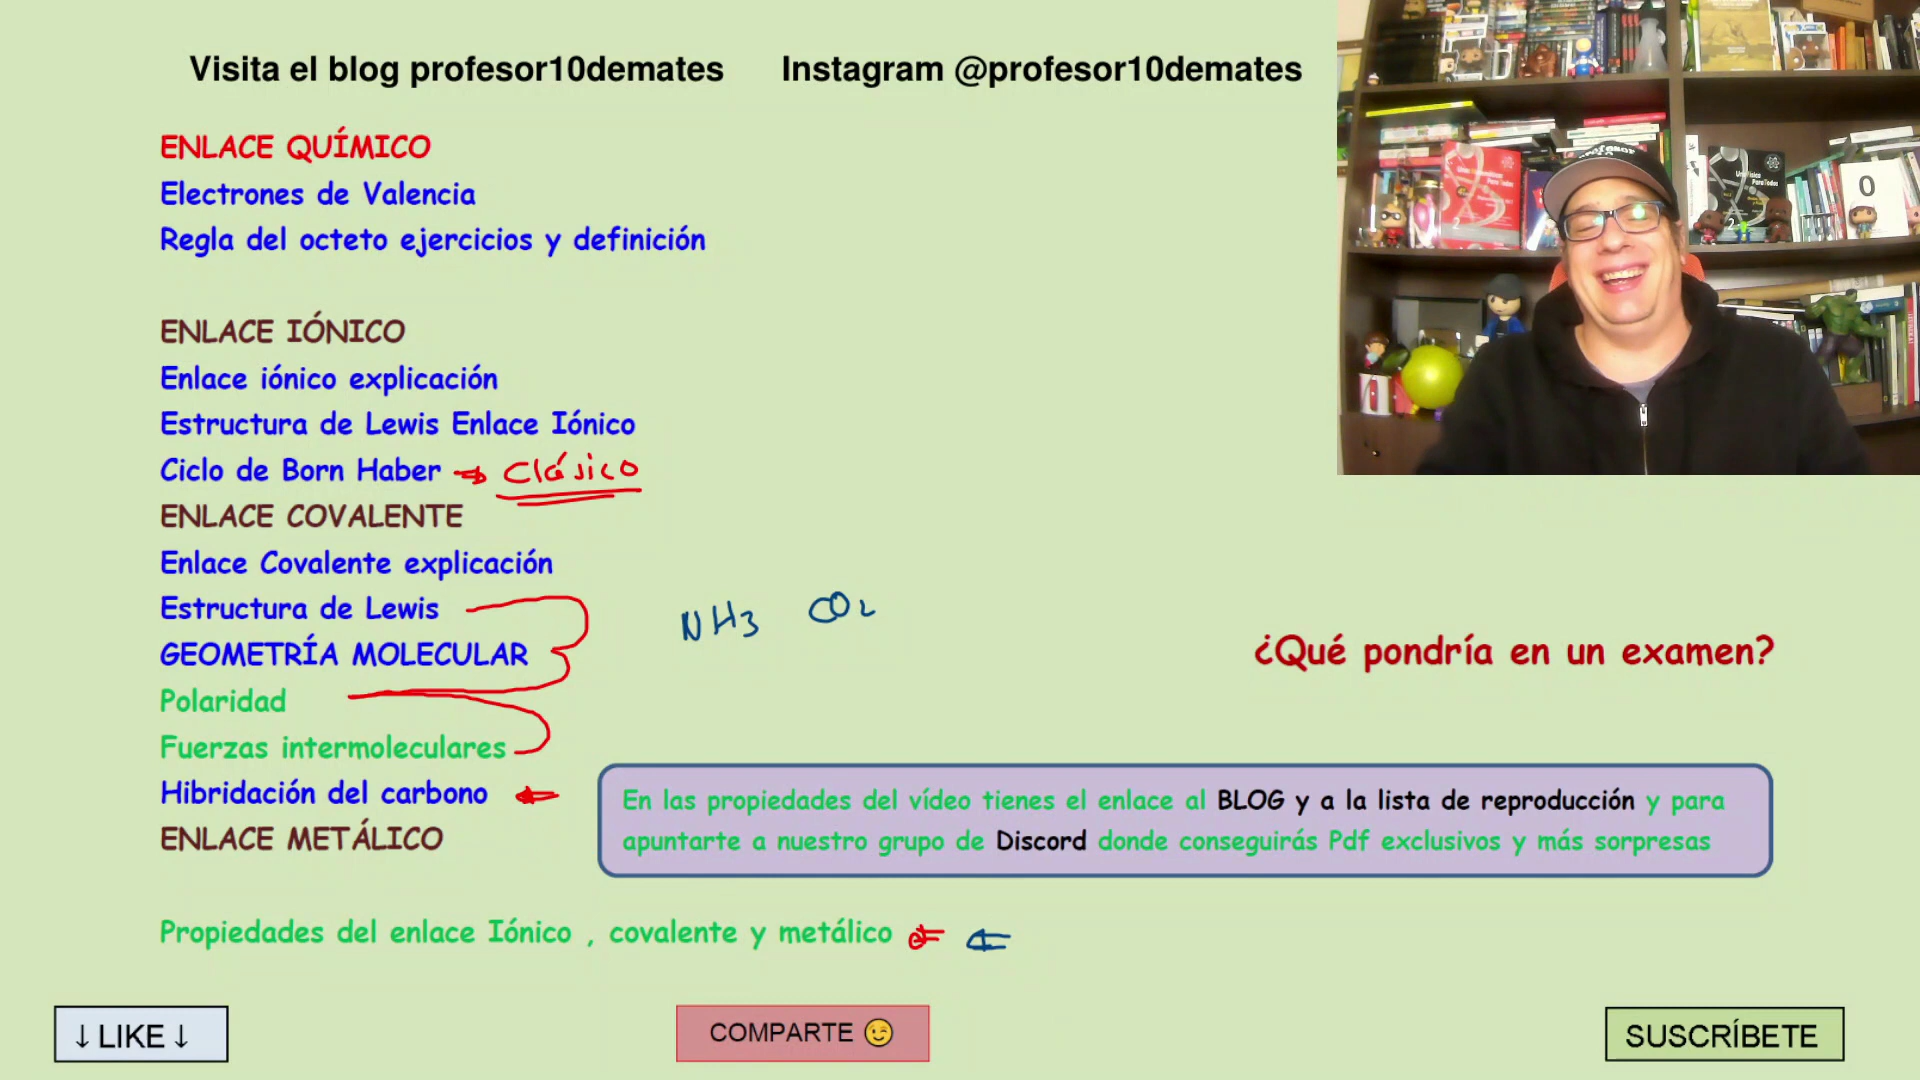 Visita el blog profesor10demates
Instagram @profesor10demates
ENLACE QUÍMICO
Electrones de Valencia
Regla del octeto ejercicios y definición
ENLACE IÓNICO
Enlace iónico explicación
Estructura de Lewis Enlace Iónico
Ciclo de Born Haber → Clásico
ENLACE COVALENTE
Enlace Covalente explicación
Estructura de Lewis
NH3 CO2
GEOMETRÍA MOLECULAR
¿Qué pondría en un examen?
Polaridad
Fuerzas intermoleculares
Hibridación del carbono
ENLACE METÁLICO
En las propiedades del vídeo tienes el enlace al BLOG y a la lista de reproducción y para
apuntarte a nuestro grupo de Discord donde conseguirás Pdf exclusivos y más sorpresas
Propiedades del enlace Iónico , covalente y metálico
↓ LIKE ↓
COMPARTE 😉
SUSCRÍBETE
0
2